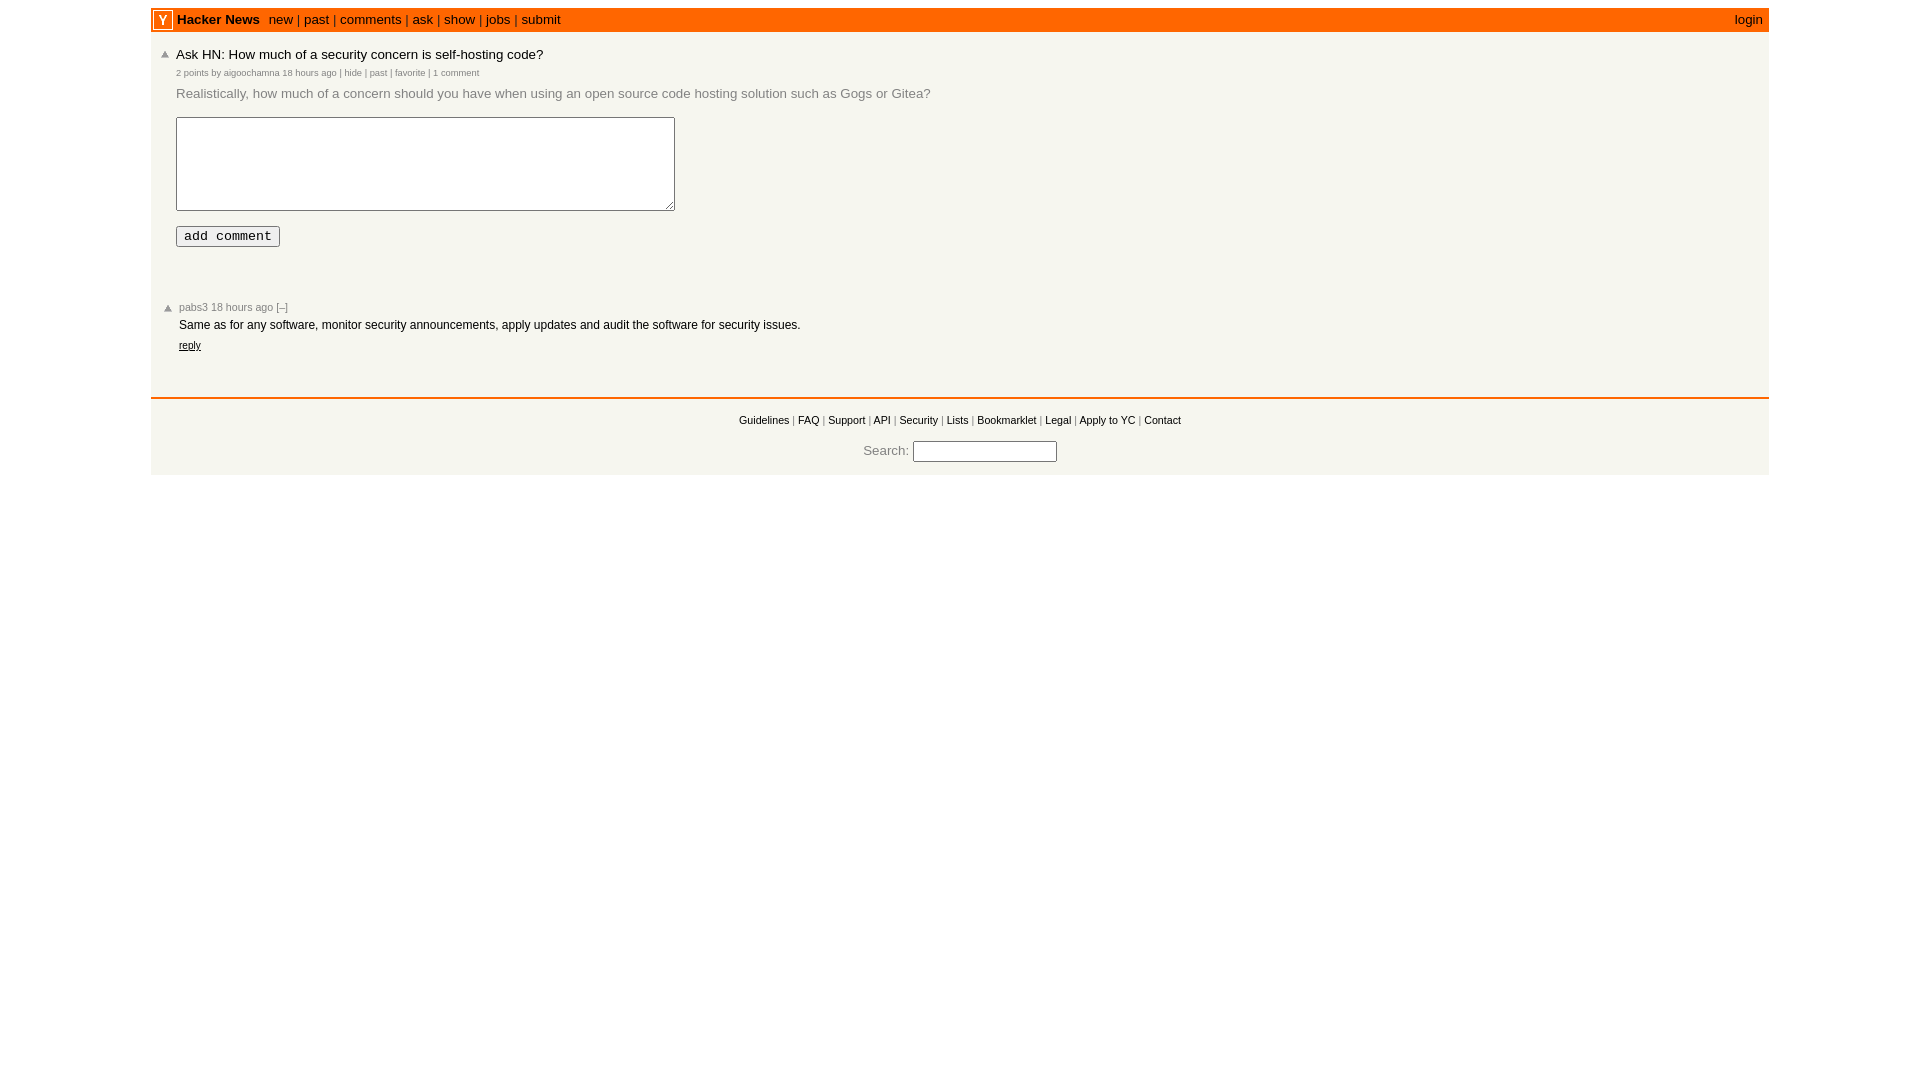 Y Hacker News new | past | comments | ask | show | jobs | submit login
Ask HN: How much of a security concern is self-hosting code?
2 points by aigoochamna 18 hours ago | hide | past | favorite | 1 comment
Realistically, how much of a concern should you have when using an open source code hosting solution such as Gogs or Gitea?
add comment
pabs3 18 hours ago [–]
Same as for any software, monitor security announcements, apply updates and audit the software for security issues.
reply
Guidelines | FAQ | Support | API | Security | Lists | Bookmarklet | Legal | Apply to YC | Contact
Search: